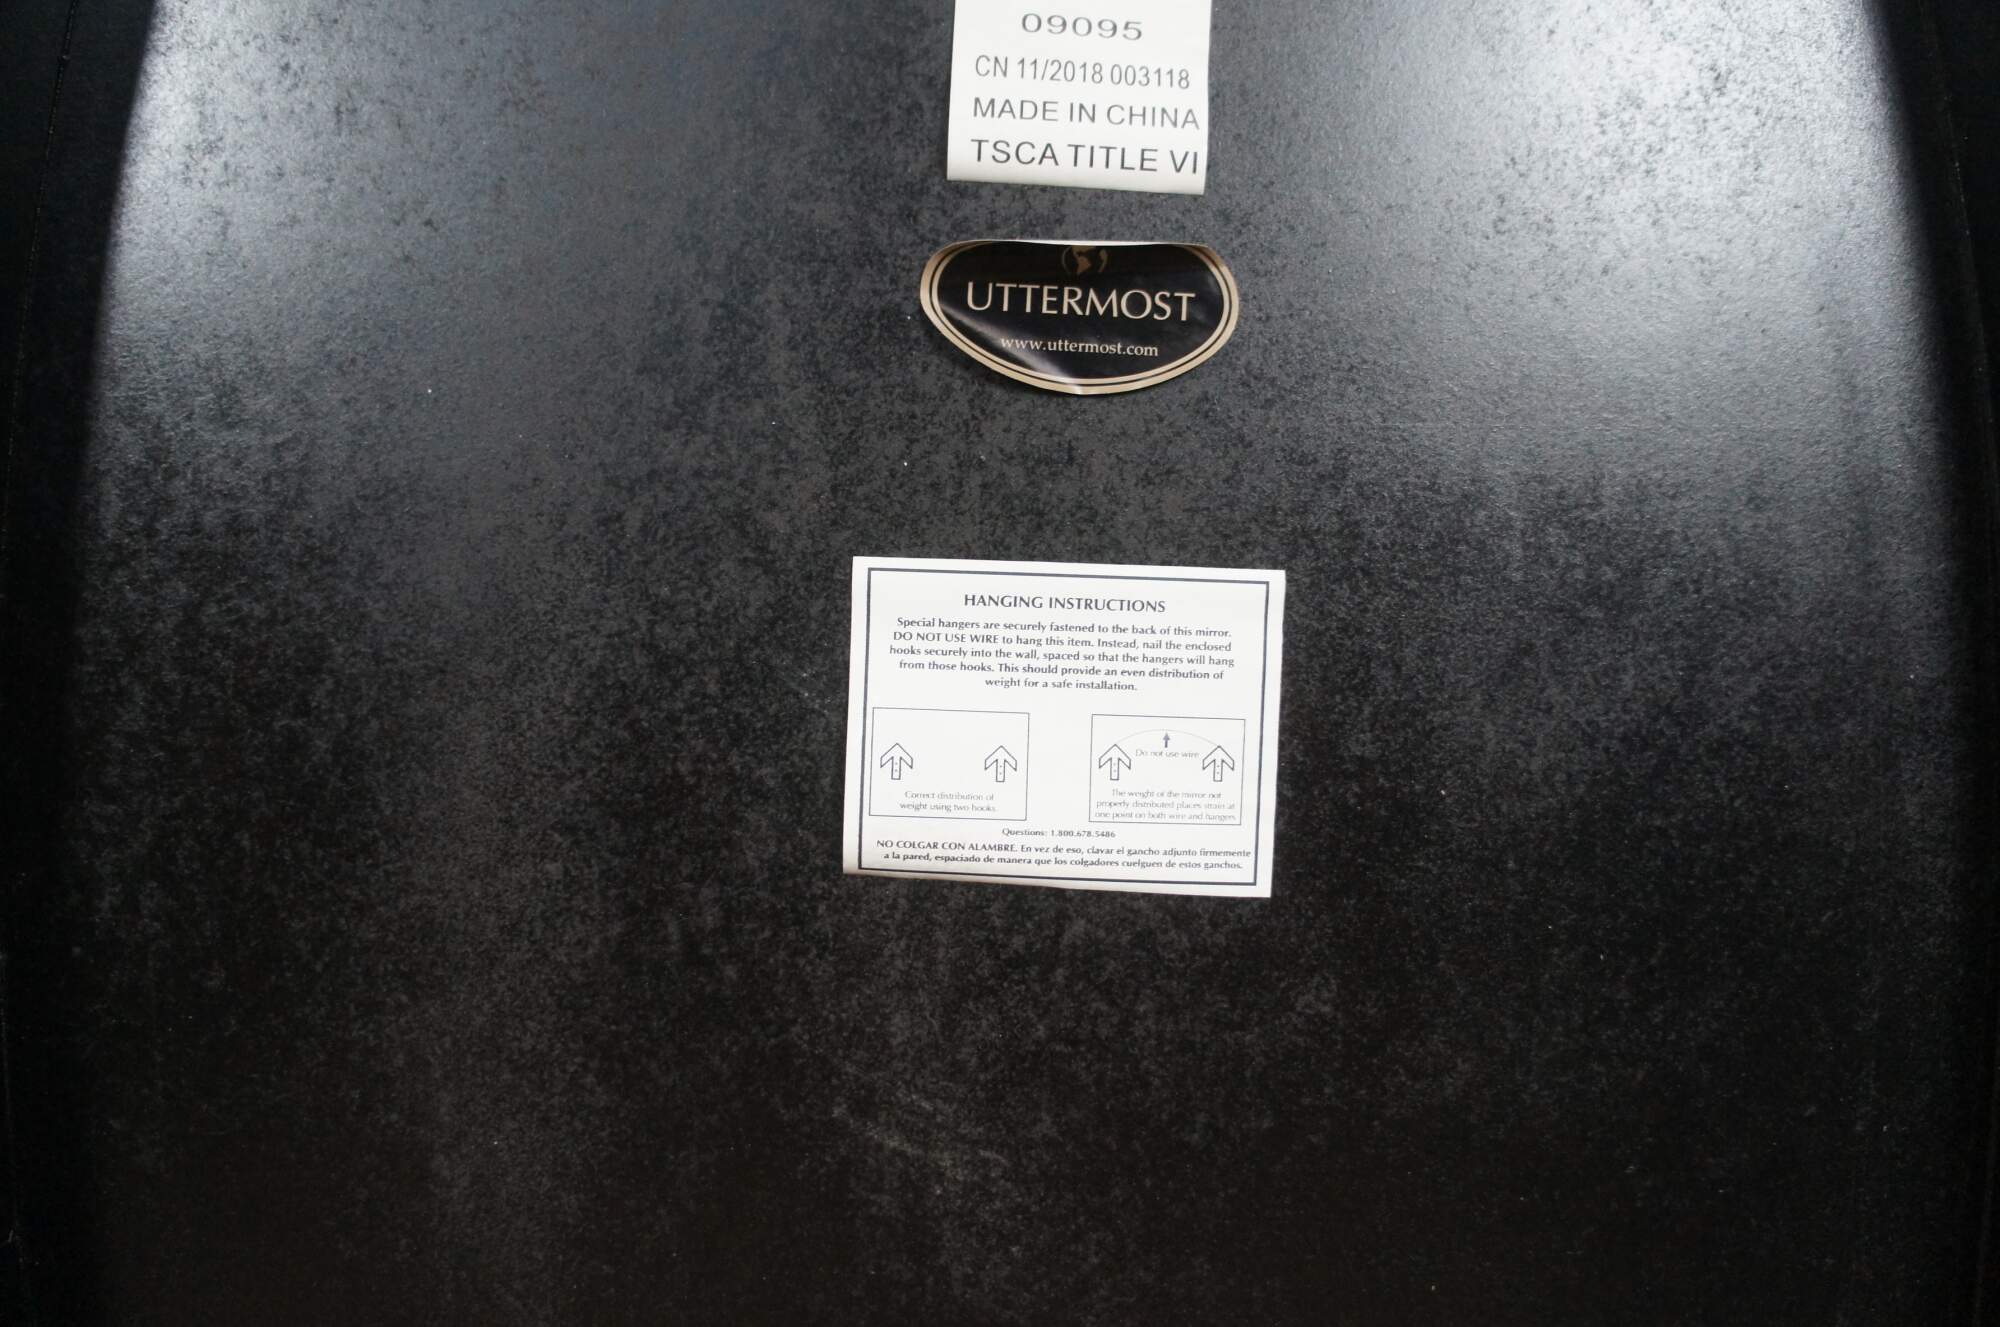 09095
CN 11/2018 003118
MADE IN CHINA
TSCA TITLE VI
UTTERMOST
www.uttermost.com
HANGING INSTRUCTIONS
Special hangers are securely fastened to the back of this mirror.
DO NOT USE WIRE to hang this item. Instead, nail the enclosed
hooks securely into the wall, spaced so that the hangers will hang
from those hooks. This should provide an even distribution of
weight for a safe installation.
Correct distribution of
weight using two hooks.
Do not use wire
The weight of the mirror not
properly distributed places strain at
one point on both wire and hangers
Questions: 1.800.678.5486
NO COLGAR CON ALAMBRE. En vez de eso, clavar el gancho adjunto firmemente
a la pared, espaciado de manera que los colgadores cuelguen de estos ganchos.